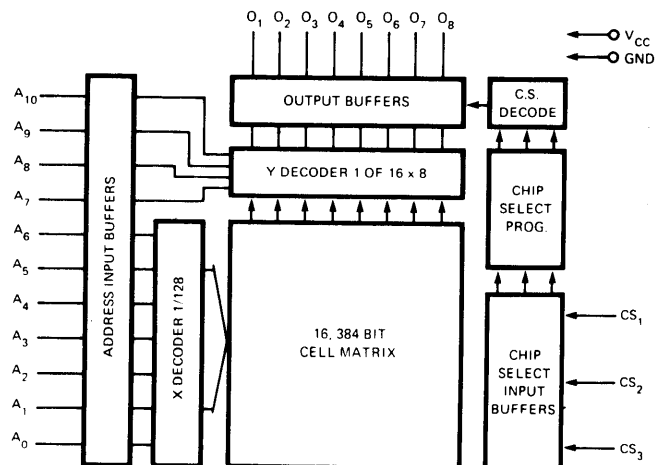 O1 O2 O3 O4 O5 O6 O7 O8
VCC
GND
OUTPUT BUFFERS
C.S.
DECODE
A10
A9
A8
A7
A6
A5
A4
A3
A2
A1
A0
ADDRESS INPUT BUFFERS
Y DECODER 1 OF 16 x 8
CHIP
SELECT
PROG.
X DECODER 1/128
16, 384 BIT
CELL MATRIX
CHIP
SELECT
INPUT
BUFFERS
CS1
CS2
CS3